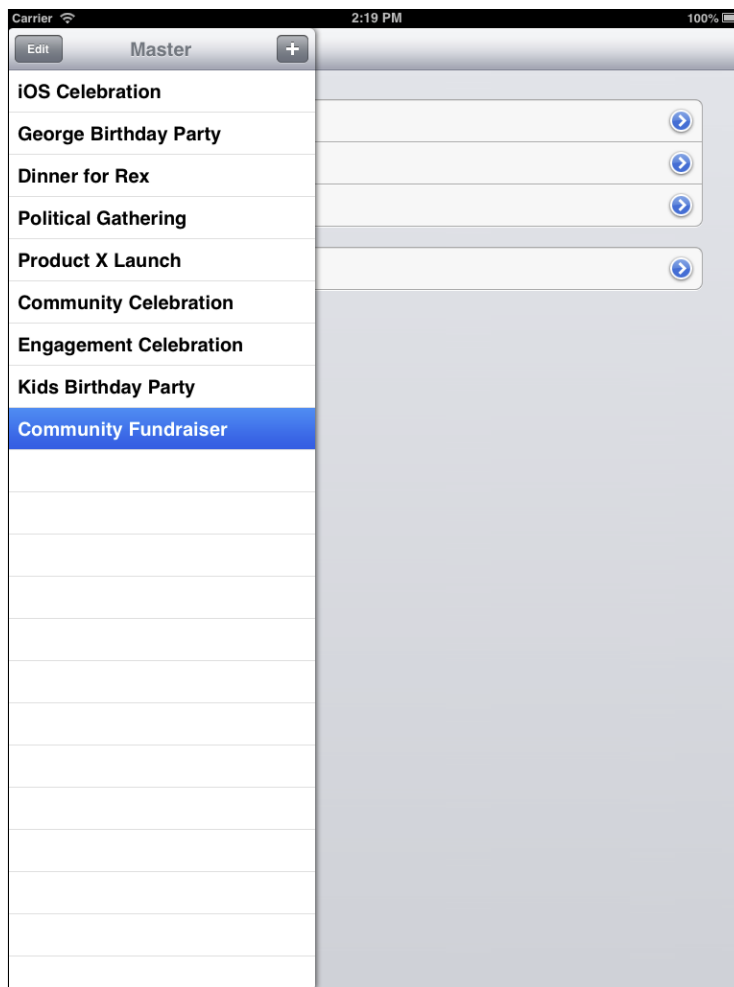 Carrier 2:19 PM 100%
Edit Master +
iOS Celebration
George Birthday Party
Dinner for Rex
Political Gathering
Product X Launch
Community Celebration
Engagement Celebration
Kids Birthday Party
Community Fundraiser